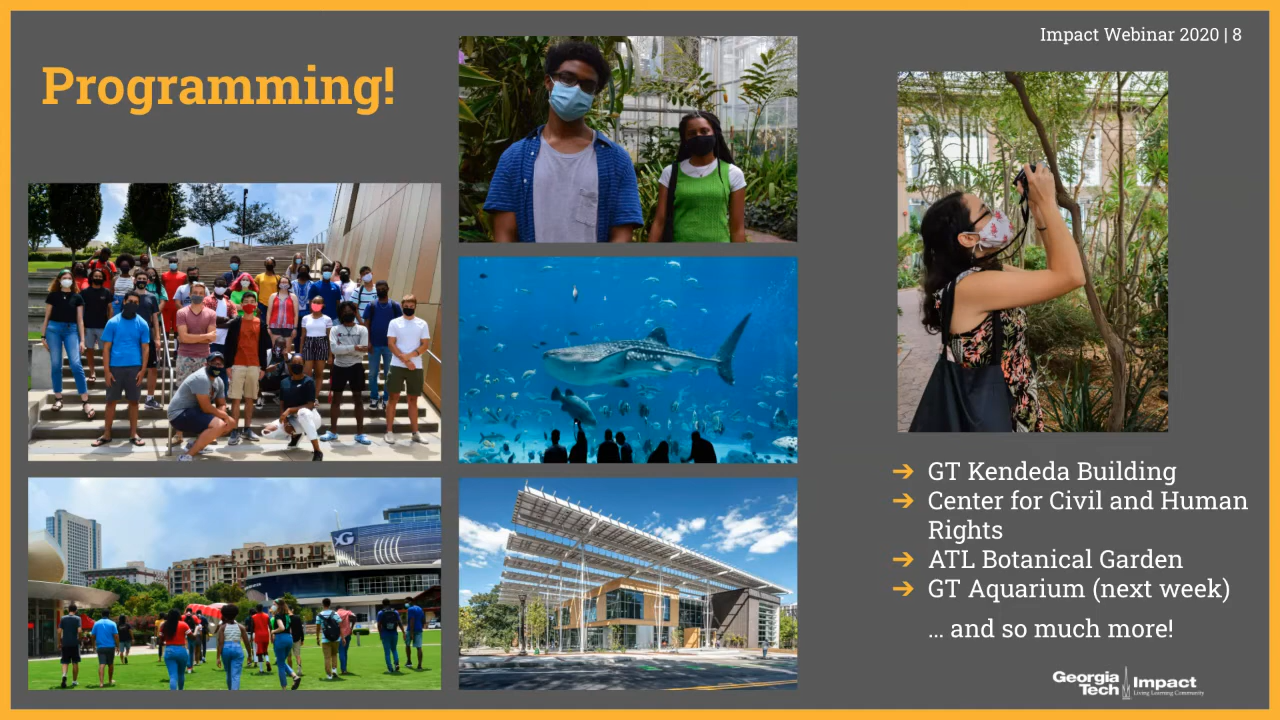 Impact Webinar 2020 | 8
Programming!
G
➔ GT Kendeda Building
➔ Center for Civil and Human
Rights
➔ ATL Botanical Garden
➔ GT Aquarium (next week)
... and so much more!
Georgia
Tech
Impact
Living Learning Community